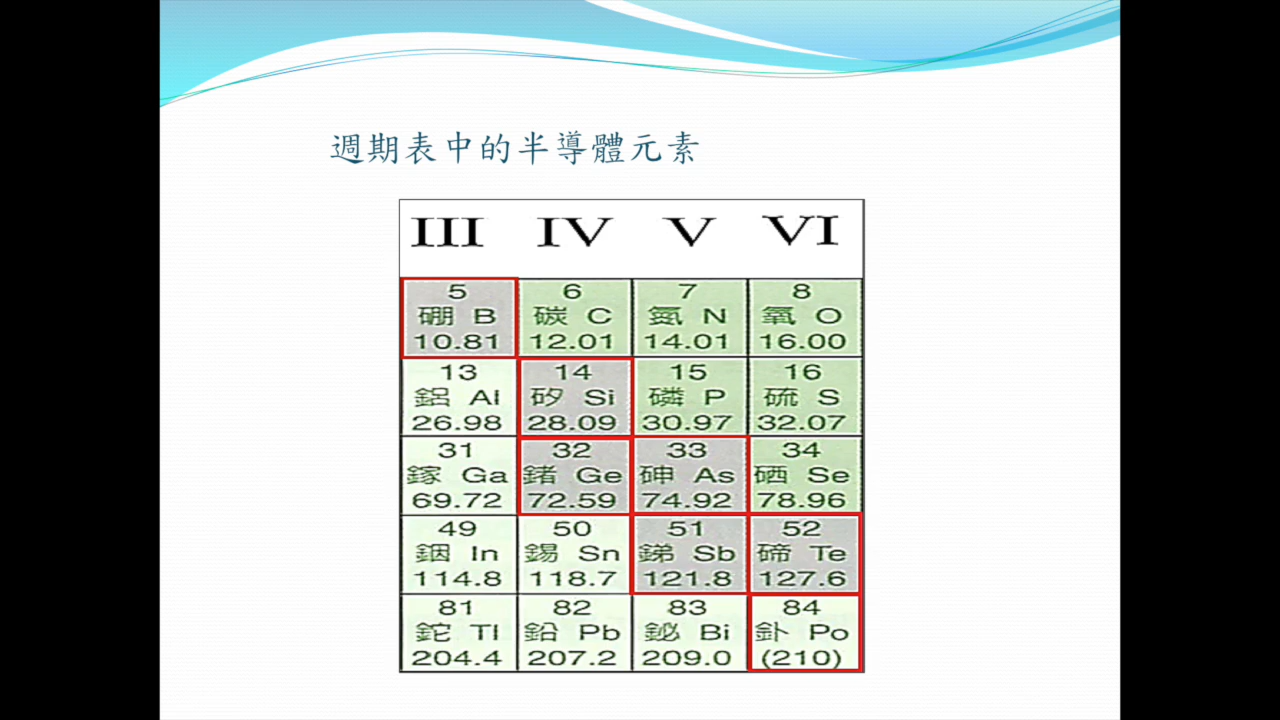 週期表中的半導體元素
III IV V VI
5 6 7 8
硼 B 碳 C 氮 N 氧 O
10.81 12.01 14.01 16.00
13 14 15 16
鋁 Al 矽 Si 磷 P 硫 S
26.98 28.09 30.97 32.07
31 32 33 34
鎵 Ga 鍺 Ge 砷 As 硒 Se
69.72 72.59 74.92 78.96
49 50 51 52
銦 In 錫 Sn 銻 Sb 碲 Te
114.8 118.7 121.8 127.6
81 82 83 84
鉈 Tl 鉛 Pb 鉍 Bi 釙 Po
204.4 207.2 209.0 (210)